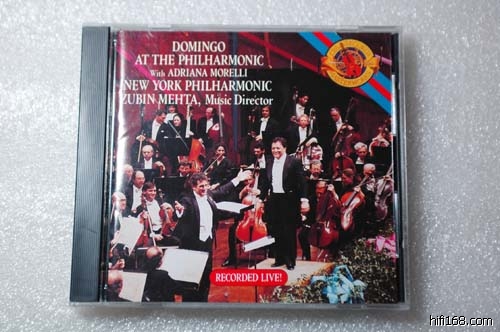 DOMINGO
AT THE PHILHARMONIC
With ADRIANA MORELLI
NEW YORK PHILHARMONIC
ZUBIN MEHTA, Music Director
RECORDED LIVE!
hifi168.com